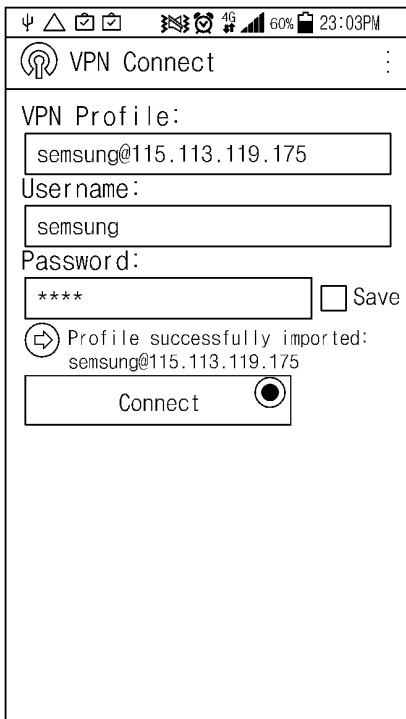 4G 60% 23:03PM
VPN Connect
VPN Profile:
semsung@115.113.119.175
Username:
semsung
Password:
****
Save
Profile successfully imported:
semsung@115.113.119.175
Connect